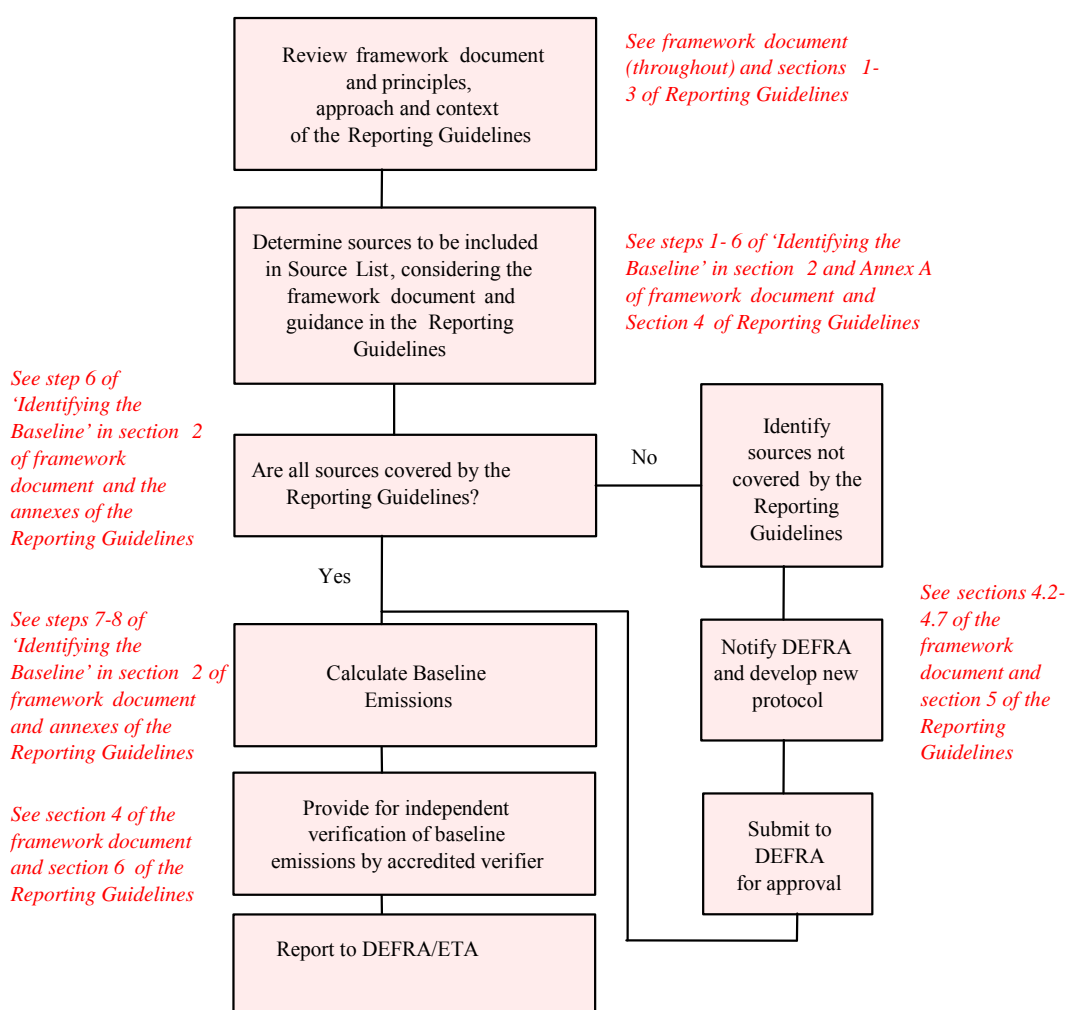 Review framework document
and principles,
approach and context
of the Reporting Guidelines
See framework document
(throughout) and sections 1-
3 of Reporting Guidelines
Determine sources to be included
in Source List, considering the
framework document and
guidance in the Reporting
Guidelines
See steps 1- 6 of ‘Identifying the
Baseline’ in section 2 and Annex A
of framework document and
Section 4 of Reporting Guidelines
See step 6 of
‘Identifying the
Baseline’ in section 2
of framework
document and the
annexes of the
Reporting Guidelines
Are all sources covered by the
Reporting Guidelines?
No
Identify
sources not
covered by the
Reporting
Guidelines
Yes
See sections 4.2-
4.7 of the
framework
document and
section 5 of the
Reporting
Guidelines
Notify DEFRA
and develop new
protocol
Submit to
DEFRA
for approval
See steps 7-8 of
‘Identifying the
Baseline’ in section 2 of
framework document
and annexes of the
Reporting Guidelines
Calculate Baseline
Emissions
See section 4 of the
framework document
and section 6 of the
Reporting Guidelines
Provide for independent
verification of baseline
emissions by accredited verifier
Report to DEFRA/ETA